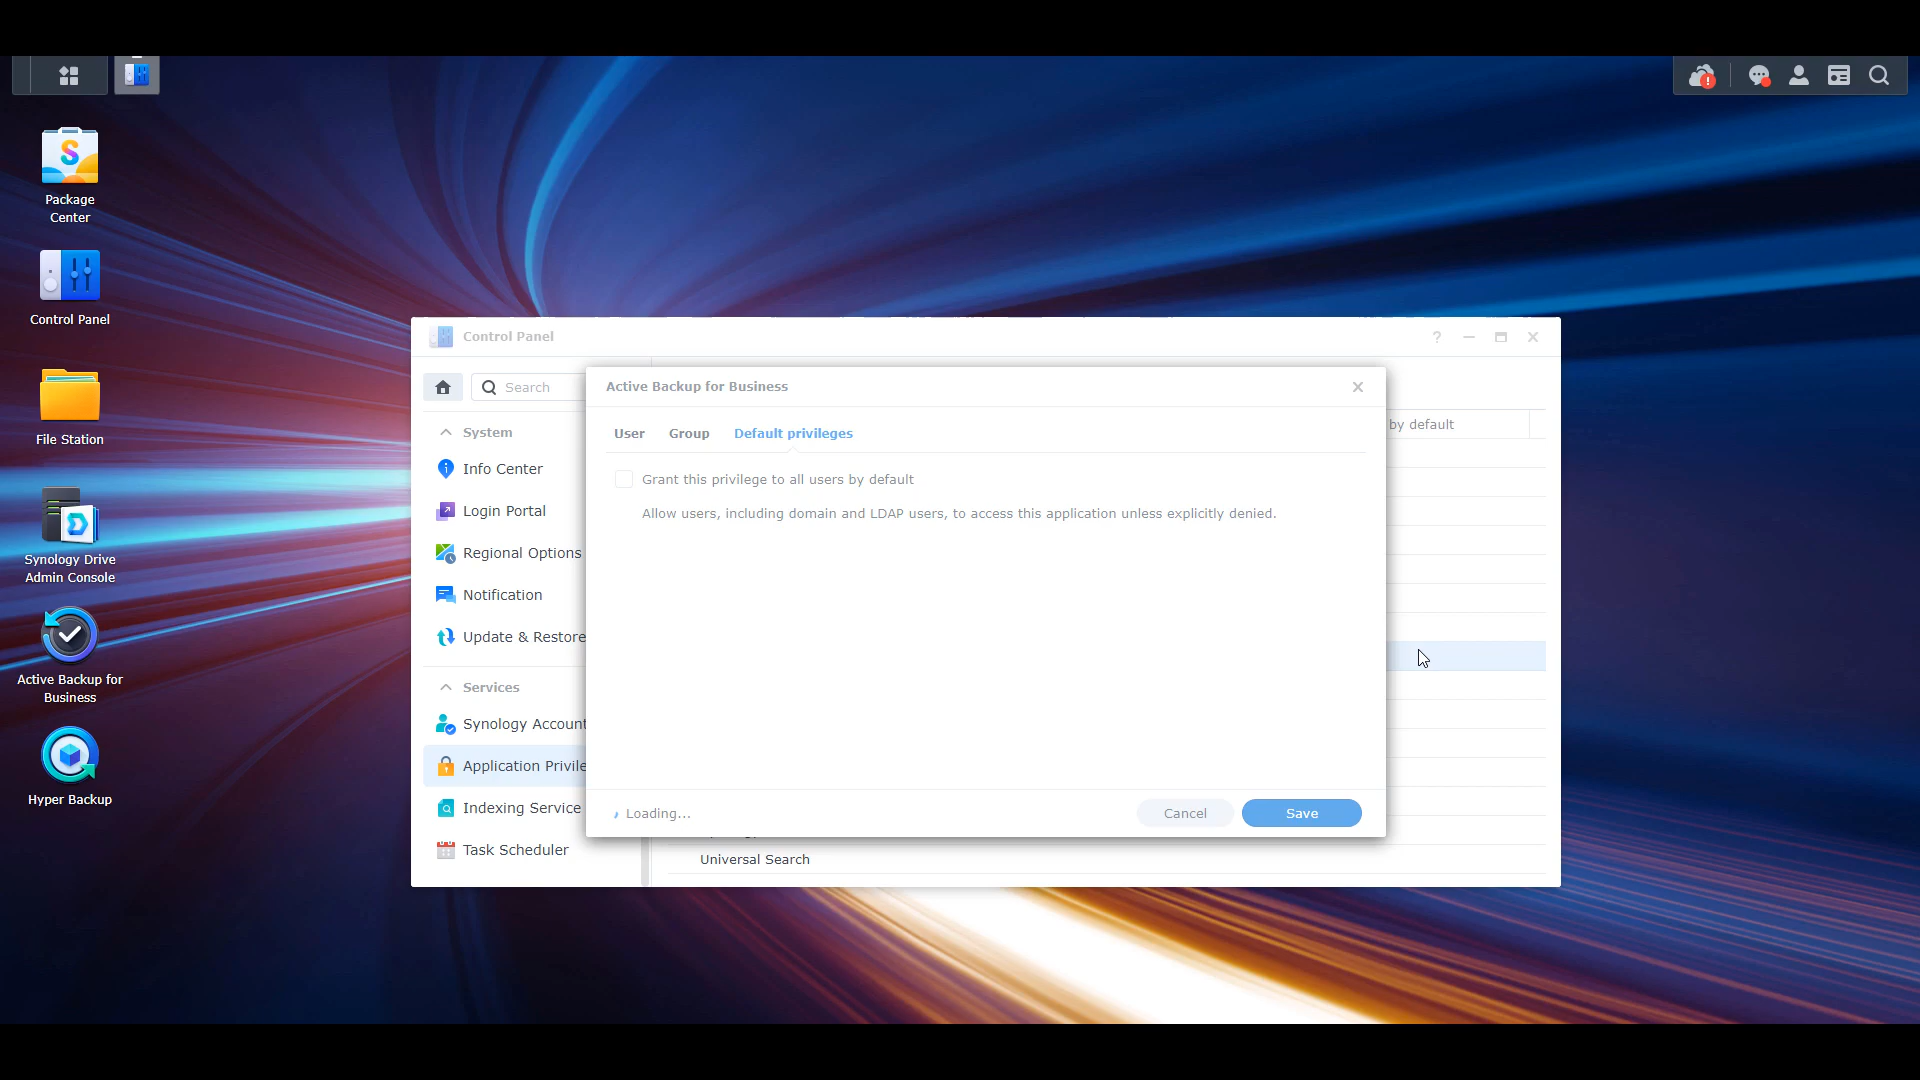 Package
Center
Control Panel
File Station
Synology Drive
Admin Console
Active Backup for
Business
Hyper Backup
Control Panel
Search
System
Info Center
Login Portal
Regional Options
Notification
Update & Restore
Services
Synology Account
Application Privile
Indexing Service
Task Scheduler
by default
Universal Search
Active Backup for Business
User Group Default privileges
Grant this privilege to all users by default
Allow users, including domain and LDAP users, to access this application unless explicitly denied.
Loading...
Cancel Save